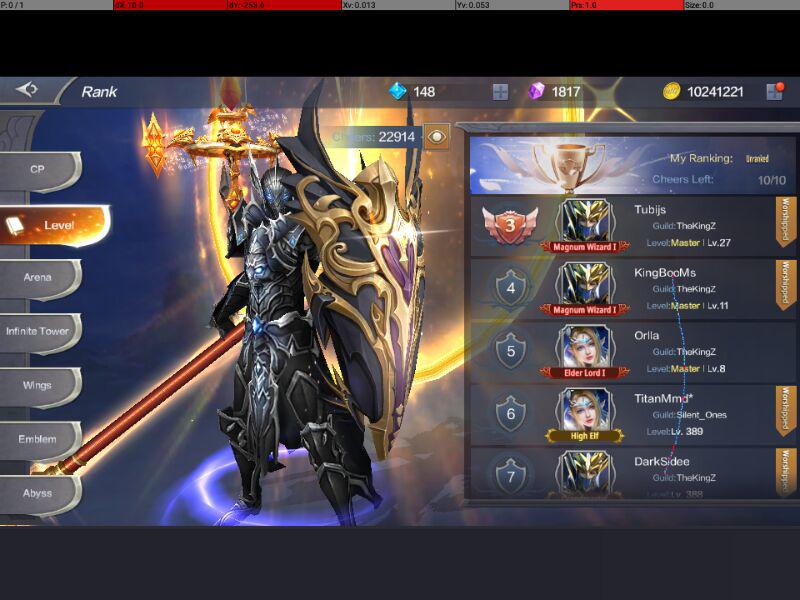 P: 0 / 1
dX: 10.0
dY: -253.6
Xv: 0.013
Yv: 0.053
Prs: 1.0
Size: 0.0
Rank
148
1817
10241221
22914
CP
Level
Arena
Infinite Tower
Wings
Emblem
Abyss
My Ranking: Unranked
Cheers Left: 10/10
3
Magnum Wizard I
Tubijs
Guild:TheKingZ
Level:Master | Lv.27
Worshipped
4
Magnum Wizard I
KingBooMs
Guild:TheKingZ
Level:Master | Lv.11
Worshipped
5
Elder Lord I
Orlla
Guild:TheKingZ
Level:Master | Lv.8
6
High Elf
TitanMmd*
Guild:Silent_Ones
Level:Lv. 389
Worshipped
7
DarkSidee
Guild:TheKingZ
Level:Lv. 388
Worshipped